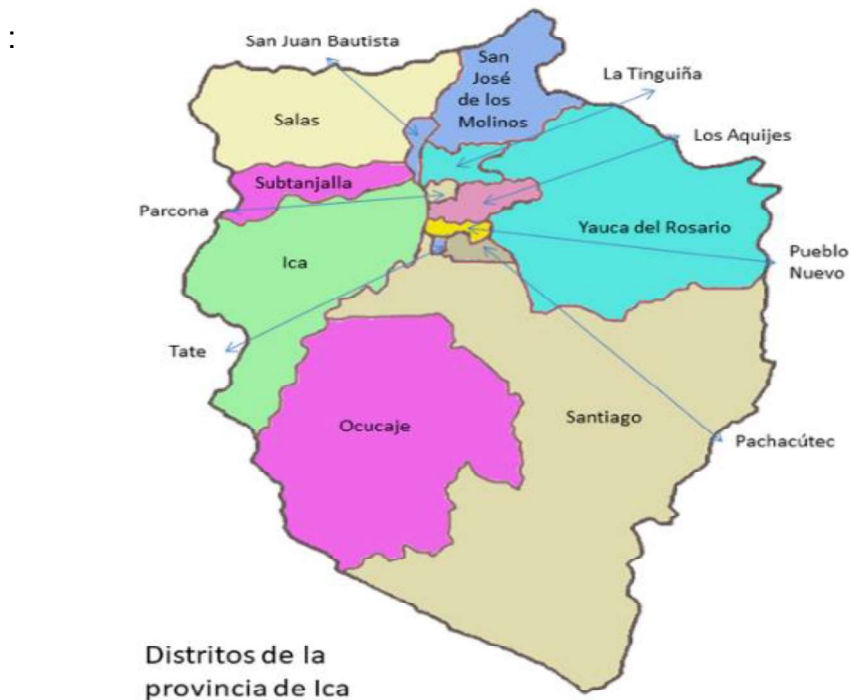 :
San Juan Bautista
San
José
de los
Molinos
La Tinguiña
Salas
Los Aquijes
Subtanjalla
Parcona
Yauca del Rosario
Ica
Pueblo
Nuevo
Tate
Santiago
Ocucaje
Pachacútec
Distritos de la
provincia de Ica